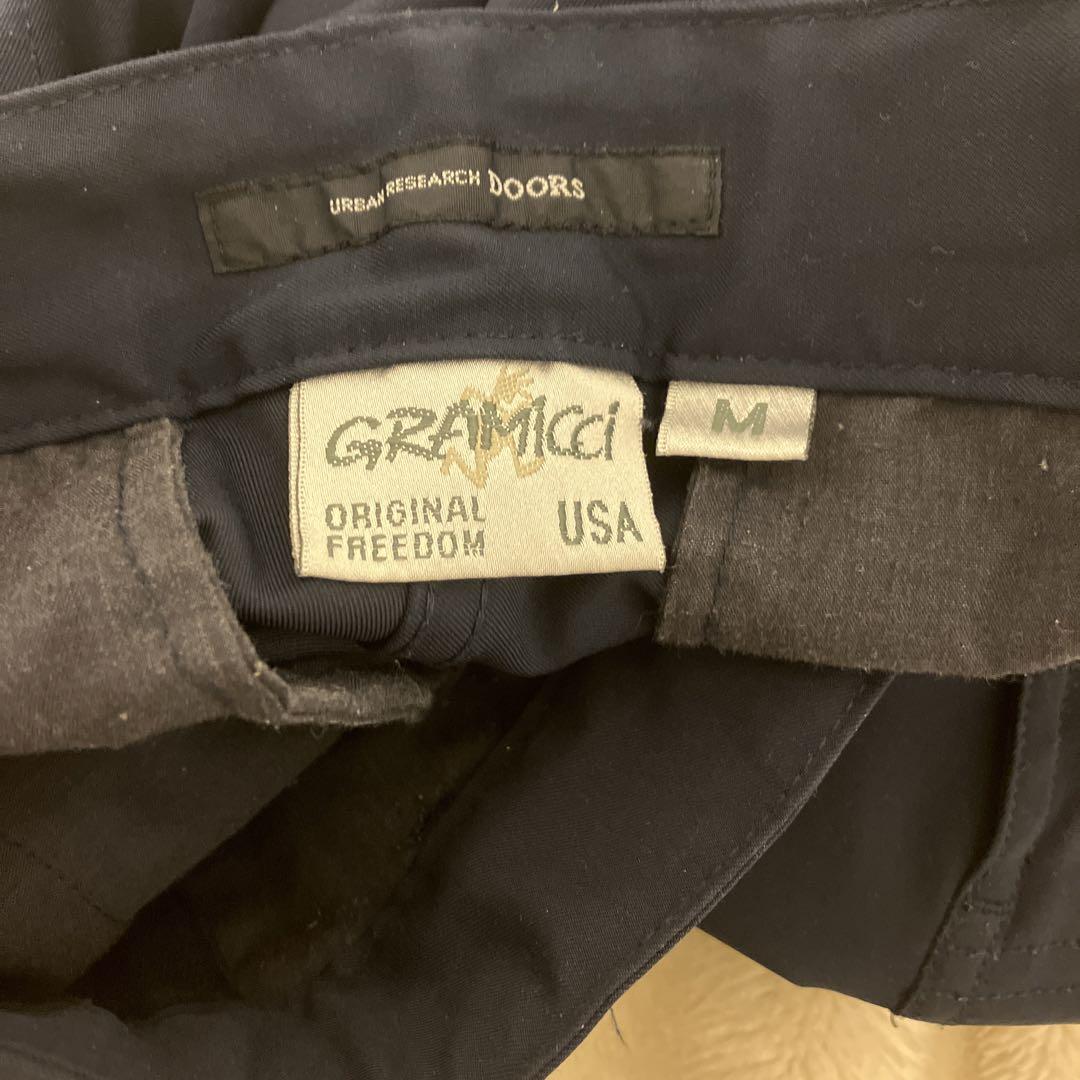 URBAN RESEARCH DOORS
GRAMICCI
M
ORIGINAL
FREEDOM
USA